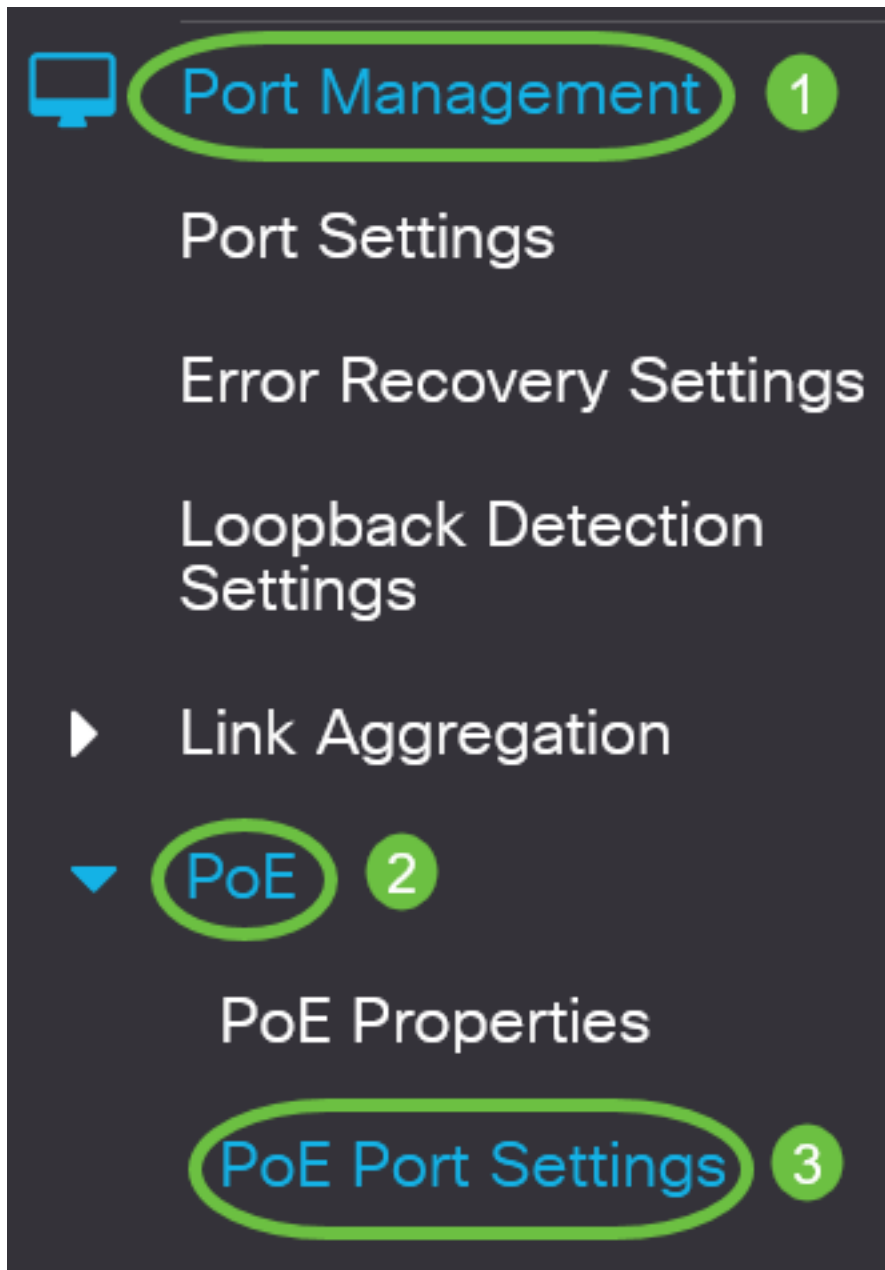 Port Management 1
Port Settings
Error Recovery Settings
Loopback Detection
Settings
Link Aggregation
PoE 2
PoE Properties
PoE Port Settings 3